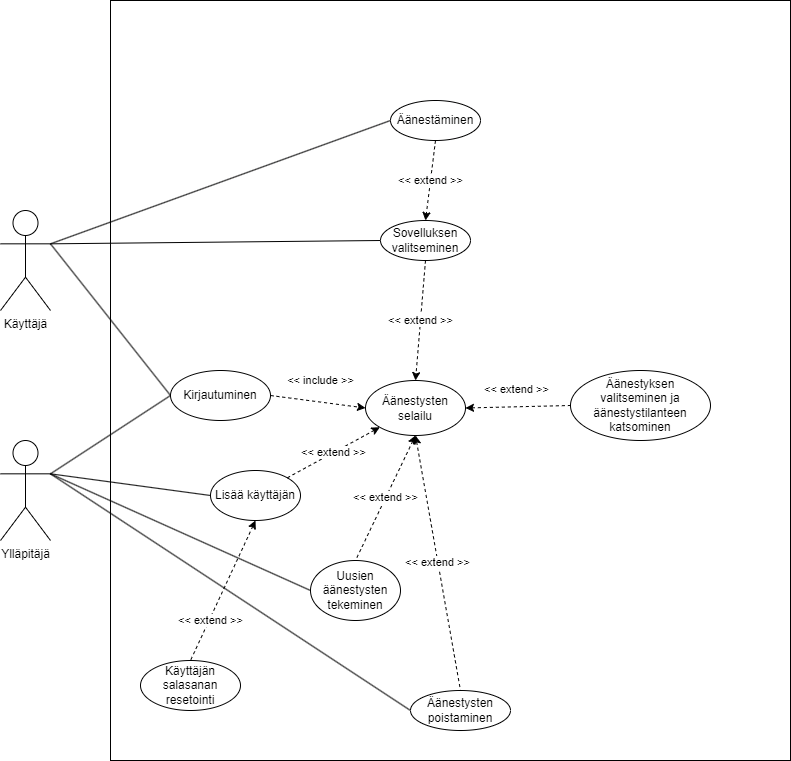 Äänestäminen
<< extend >>
Sovelluksen
valitseminen
Käyttäjä
<< extend >>
Kirjautuminen
<< include >>
Äänestysten
selailu
<< extend >>
Äänestyksen
valitseminen ja
äänestystilanteen
katsominen
<< extend >>
Lisää käyttäjän
<< extend >>
Ylläpitäjä
<< extend >>
Uusien
äänestysten
tekeminen
<< extend >>
Käyttäjän
salasanan
resetointi
Äänestysten
poistaminen